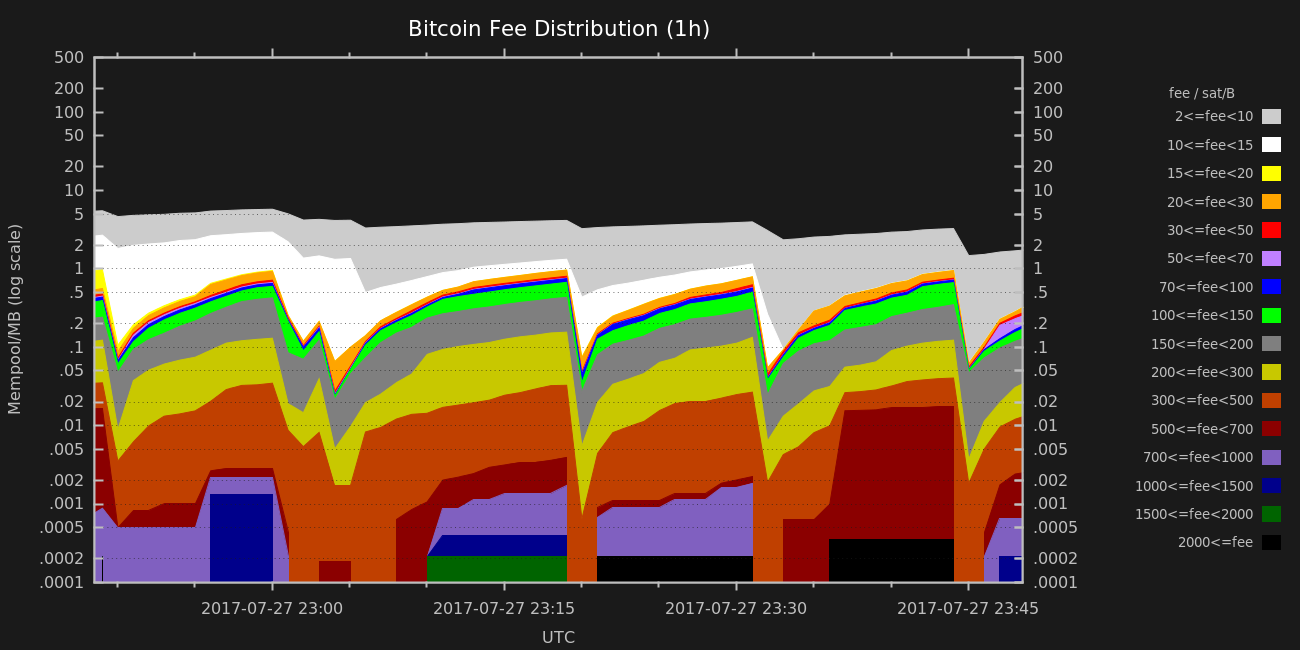 Bitcoin Fee Distribution (1h)
500 500
200 200
100 100
50 50
20 20
10 10
5 5
2 2
1 1
.5 .5
.2 .2
.1 .1
.05 .05
.02 .02
.01 .01
.005 .005
.002 .002
.001 .001
.0005 .0005
.0002 .0002
.0001 .0001
Mempool/MB (log scale)
2017-07-27 23:00 2017-07-27 23:15 2017-07-27 23:30 2017-07-27 23:45
UTC
fee / sat/B
2<=fee<10
10<=fee<15
15<=fee<20
20<=fee<30
30<=fee<50
50<=fee<70
70<=fee<100
100<=fee<150
150<=fee<200
200<=fee<300
300<=fee<500
500<=fee<700
700<=fee<1000
1000<=fee<1500
1500<=fee<2000
2000<=fee